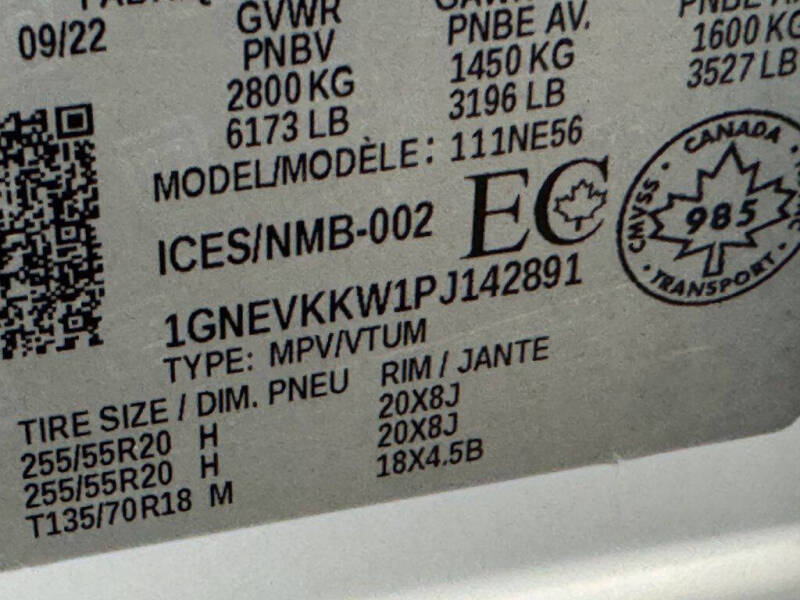 09/22
GVWR
PNBV
2800 KG
6173 LB
PNBE AV.
1450 KG
3196 LB
1600 KG
3527 LB
MODEL/MODÈLE: 111NE56
ICES/NMB-002 EC
CANADA
CMVSS
985
TRANSPORT
1GNEVKKW1PJ142891
TYPE: MPV/VTUM
TIRE SIZE / DIM. PNEU RIM / JANTE
255/55R20 H 20X8J
255/55R20 H 20X8J
T135/70R18 M 18X4.5B